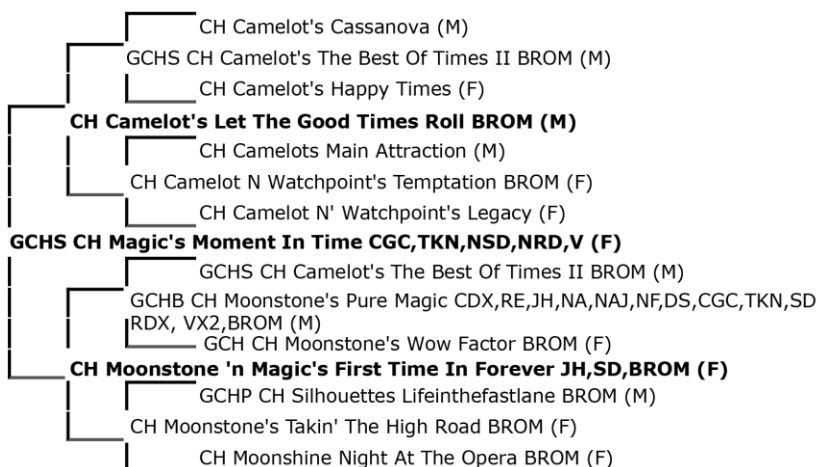 CH Camelot's Cassanova (M)
GCHS CH Camelot's The Best Of Times II BROM (M)
CH Camelot's Happy Times (F)
CH Camelot's Let The Good Times Roll BROM (M)
CH Camelots Main Attraction (M)
CH Camelot N Watchpoint's Temptation BROM (F)
CH Camelot N' Watchpoint's Legacy (F)
GCHS CH Magic's Moment In Time CGC,TKN,NSD,NRD,V (F)
GCHS CH Camelot's The Best Of Times II BROM (M)
GCHB CH Moonstone's Pure Magic CDX,RE,JH,NA,NAJ,NF,DS,CGC,TKN,SD
RDX, VX2,BROM (M)
GCH CH Moonstone's Wow Factor BROM (F)
CH Moonstone 'n Magic's First Time In Forever JH,SD,BROM (F)
GCHP CH Silhouettes Lifeinthefastlane BROM (M)
CH Moonstone's Takin' The High Road BROM (F)
CH Moonshine Night At The Opera BROM (F)